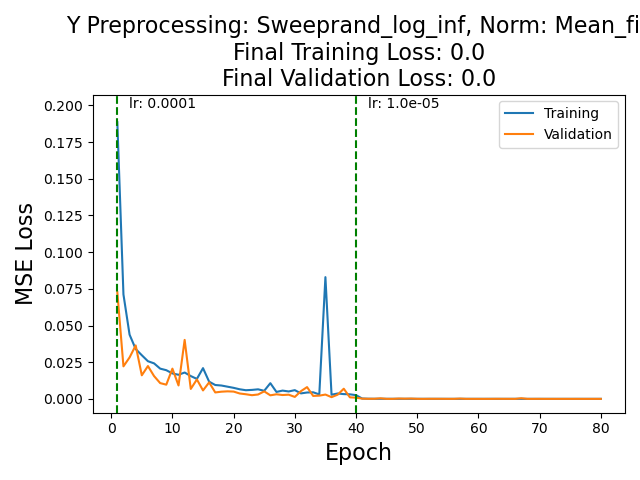 Y Preprocessing: Sweeprand_log_inf, Norm: Mean_fi
Final Training Loss: 0.0
Final Validation Loss: 0.0
lr: 0.0001
lr: 1.0e-05
Training
Validation
0.200
0.175
0.150
0.125
0.100
0.075
0.050
0.025
0.000
MSE Loss
0 10 20 30 40 50 60 70 80
Epoch